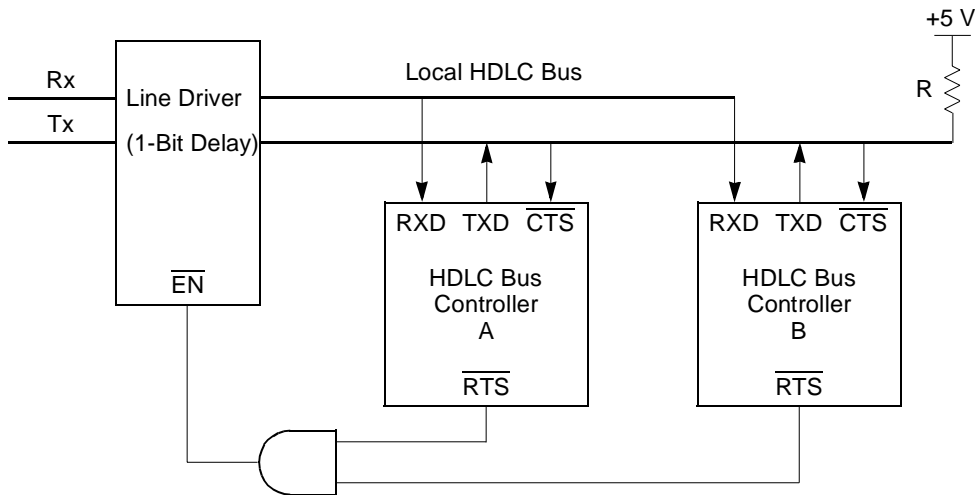 +5 V
R
Rx
Tx
Line Driver
(1-Bit Delay)
EN
Local HDLC Bus
RXD TXD CTS
HDLC Bus
Controller
A
RTS
RXD TXD CTS
HDLC Bus
Controller
B
RTS